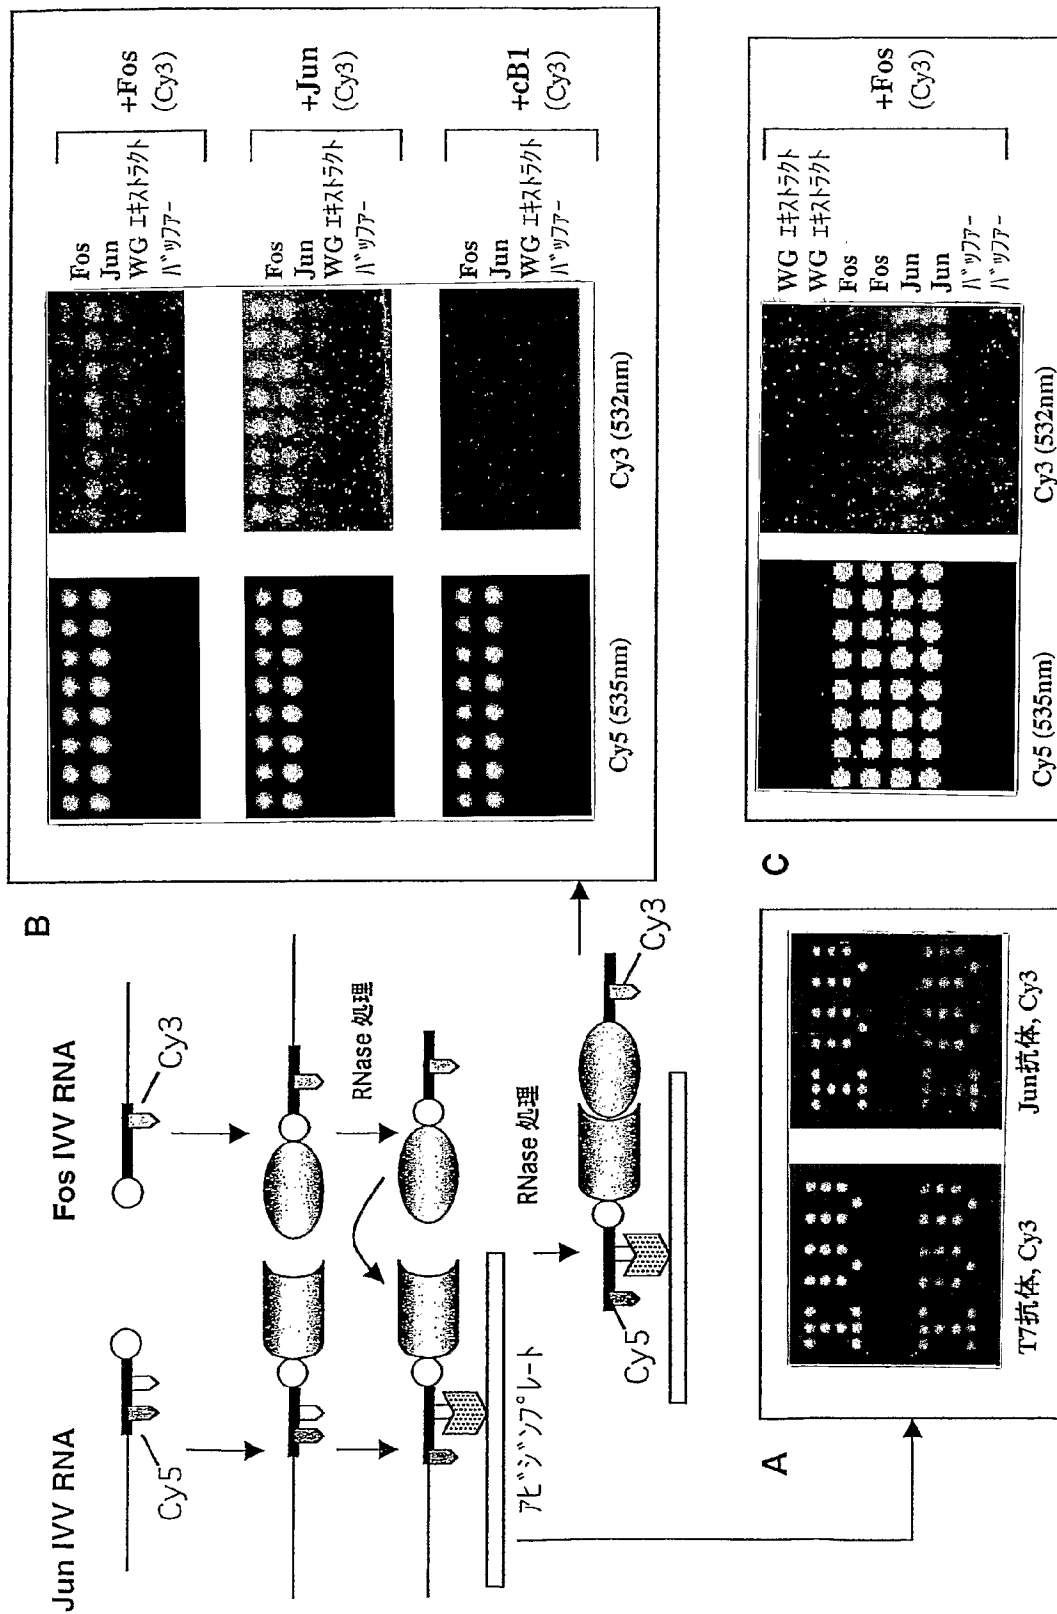 Jun IVV RNA
Fos IVV RNA
Cy5
Cy3
RNase 処理
アビジンプレート
RNase 処理
Cy5
Cy3
A
T7抗体, Cy3
Jun抗体, Cy3
B
Fos
Jun
WG エキストラクト
バッファー
+Fos
(Cy3)
Fos
Jun
WG エキストラクト
バッファー
+Jun
(Cy3)
Fos
Jun
WG エキストラクト
バッファー
+cB1
(Cy3)
Cy5 (535nm)
Cy3 (532nm)
C
WG エキストラクト
WG エキストラクト
Fos
Fos
Jun
Jun
バッファー
バッファー
+Fos
(Cy3)
Cy5 (535nm)
Cy3 (532nm)